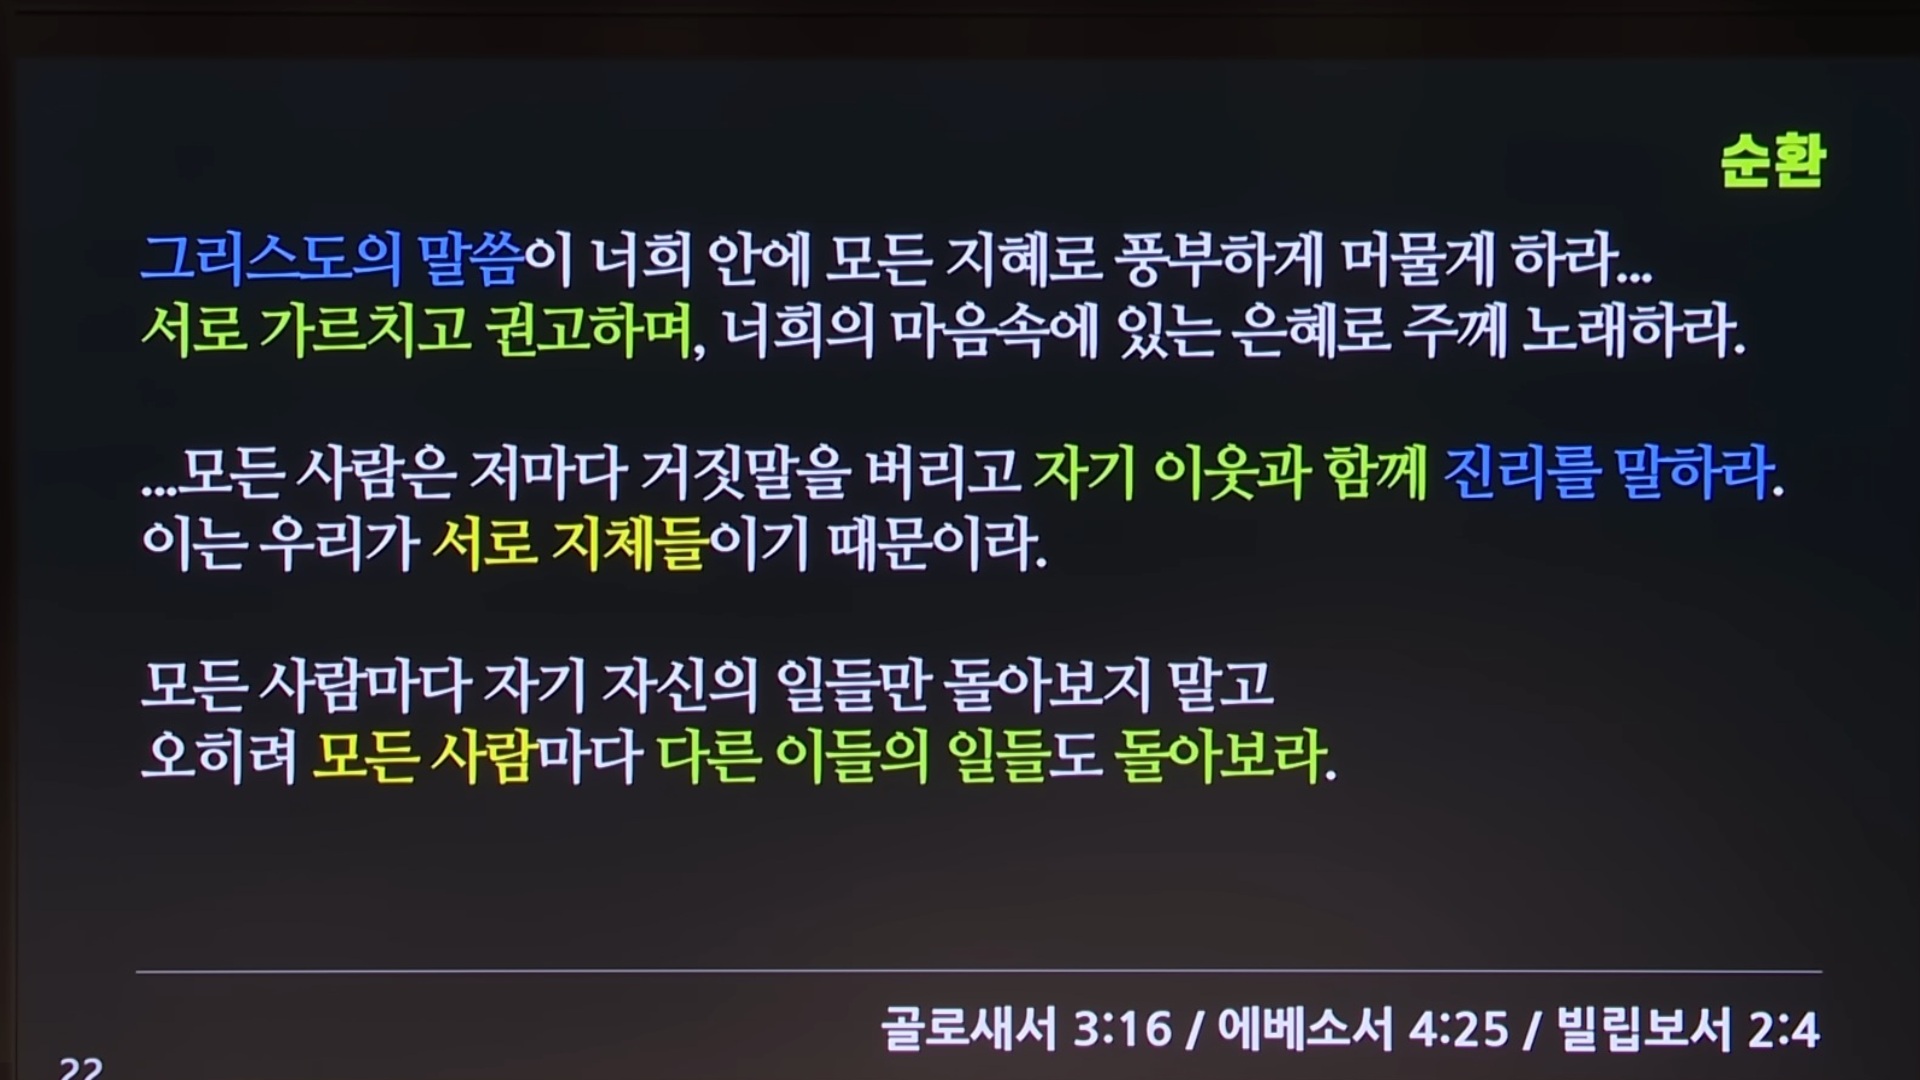 순환
그리스도의 말씀이 너희 안에 모든 지혜로 풍부하게 머물게 하라...
서로 가르치고 권고하며, 너희의 마음속에 있는 은혜로 주께 노래하라.
...모든 사람은 저마다 거짓말을 버리고 자기 이웃과 함께 진리를 말하라.
이는 우리가 서로 지체들이기 때문이라.
모든 사람마다 자기 자신의 일들만 돌아보지 말고
오히려 모든 사람마다 다른 이들의 일들도 돌아보라.
골로새서 3:16 / 에베소서 4:25 / 빌립보서 2:4
22